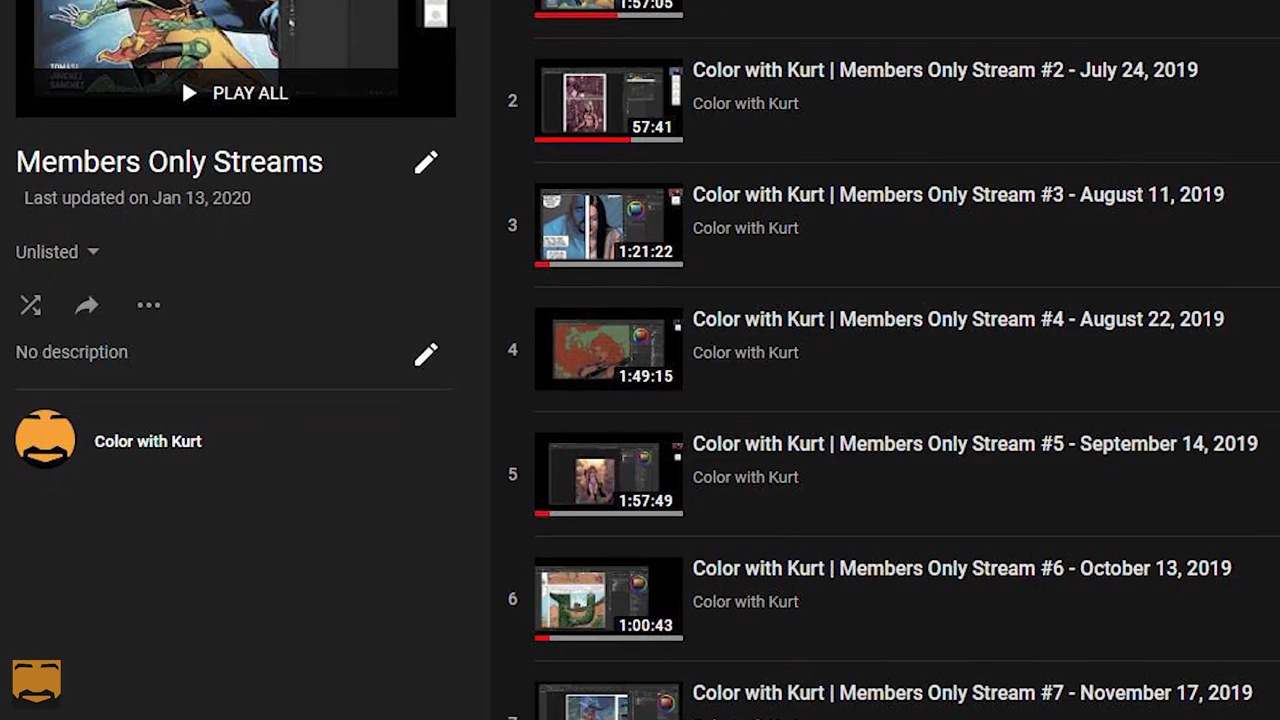 1:57:05
TOMASI
SANCHEZ
SANCHEZ
PLAY ALL
Members Only Streams
Last updated on Jan 13, 2020
Unlisted
No description
Color with Kurt
2
57:41
Color with Kurt | Members Only Stream #2 - July 24, 2019
Color with Kurt
3
1:21:22
Color with Kurt | Members Only Stream #3 - August 11, 2019
Color with Kurt
4
1:49:15
Color with Kurt | Members Only Stream #4 - August 22, 2019
Color with Kurt
5
1:57:49
Color with Kurt | Members Only Stream #5 - September 14, 2019
Color with Kurt
6
1:00:43
Color with Kurt | Members Only Stream #6 - October 13, 2019
Color with Kurt
Color with Kurt | Members Only Stream #7 - November 17, 2019